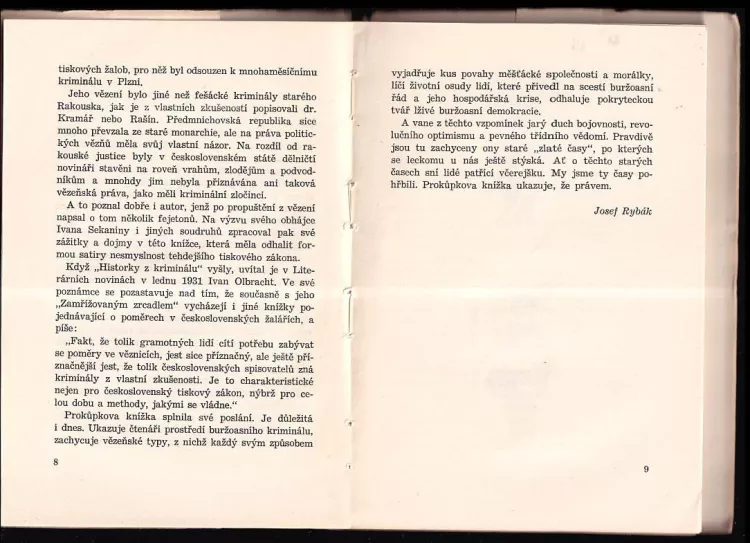 tiskových žalob, pro něž byl odsouzen k mnohaměsíčnímu
kriminálu v Plzni.
Jeho vězení bylo jiné než fešácké kriminály starého
Rakouska, jak je z vlastních zkušeností popisovali dr.
Kramář nebo Rašín. Předmnichovská republika sice
mnoho převzala ze staré monarchie, ale na práva politic-
kých vězňů měla svůj vlastní názor. Na rozdíl od ra-
kouské justice byly v československém státě dělničtí
novináři stavěni na roveň vrahům, zlodějům a podvod-
níkům a mnohdy jim nebyla přiznávána ani taková
vězeňská práva, jako měli kriminální zločinci.
A to poznal dobře i autor, jenž po propuštění z vězení
napsal o tom několik fejetonů. Na výzvu svého obhájce
Ivana Sekaniny i jiných soudruhů zpracoval pak své
zážitky a dojmy v této knížce, která měla odhalit for-
mou satiry nesmyslnost tehdejšího tiskového zákona.
Když „Historky z kriminálu“ vyšly, uvítal je v Lite-
rárních novinách v lednu 1931 Ivan Olbracht. Ve své
poznámce se pozastavuje nad tím, že současně s jeho
„Zamřížovaným zrcadlem“ vycházejí i jiné knížky po-
jednávající o poměrech v československých žalářích, a
píše:
„Fakt, že tolik gramotných lidí cítí potřebu zabývat
se poměry ve věznicích, jest sice příznačný, ale ještě pří-
značnější jest, že tolik československých spisovatelů zná
kriminály z vlastní zkušenosti. Je to charakteristické
nejen pro československý tiskový zákon, nýbrž pro ce-
lou dobu a methody, jakými se vládne.“
Prokůpkova knížka splnila své poslání. Je důležitá
i dnes. Ukazuje čtenáři prostředí buržoasního kriminálu,
zachycuje vězeňské typy, z nichž každý svým způsobem
8
vyjadřuje kus povahy měšťácké společnosti a morálky,
líčí životní osudy lidí, které přivedl na scestí buržoasní
řád a jeho hospodářská krise, odhaluje pokryteckou
tvář lživé buržoasní demokracie.
A vane z těchto vzpomínek jarý duch bojovnosti, revo-
lučního optimismu a pevného třídního vědomí. Pravdivě
jsou tu zachyceny ony staré „zlaté časy“, po kterých
se leckomu u nás ještě stýská. Ať o těchto starých
časech sní lidé patřící včerejšku. My jsme ty časy po-
hřbili. Prokůpkova knížka ukazuje, že právem.
Josef Rybák
9